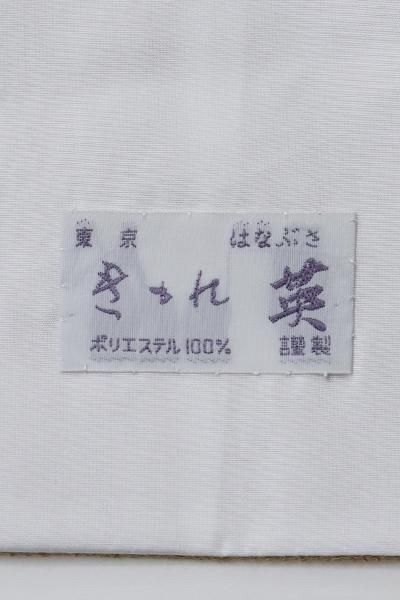 東京 はなぶさ
きもれ 英
ポリエステル100% 謹製